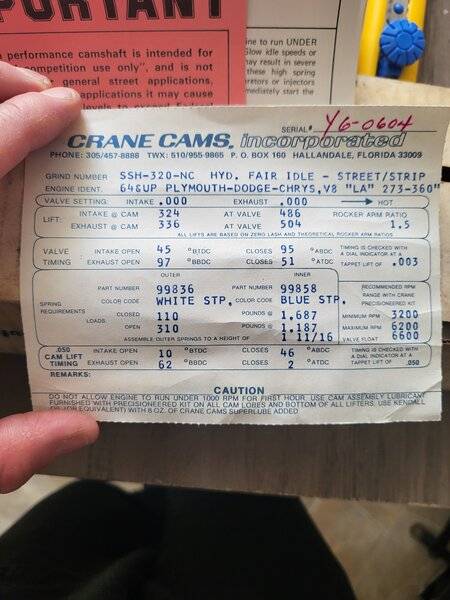 PORTANT
performance camshaft is intended for
competition use only", and is not
general street applications,
applications it may cause
levels to exceed Federal
ne to run UNDER
Slow idle speeds or
may result in severe
these high spring
mediately start the
SERIAL# Y6-0604
CRANE CAMS, incorporated
PHONE: 305/457-8888 TWX: 510/955-9865 P. O. BOX 160 HALLANDALE, FLORIDA 33009
GRIND NUMBER SSH-320-NC HYD. FAIR IDLE - STREET/STRIP
ENGINE IDENT. 64&UP PLYMOUTH-DODGE-CHRYS,V8 "LA" 273-360"
VALVE SETTING: INTAKE .000 EXHAUST .000 HOT
LIFT: INTAKE @ CAM 324 AT VALVE 486 ROCKER ARM RATIO
EXHAUST @ CAM 336 AT VALVE 504 1.5
ALL LIFTS ARE BASED ON ZERO LASH AND THEORETICAL ROCKER ARM RATIOS
VALVE TIMING INTAKE OPEN 45 °BTDC CLOSES 95 °ABDC TIMING IS CHECKED WITH
EXHAUST OPEN 97 °BBDC CLOSES 51 °ATDC A DIAL INDICATOR AT A TAPPET LIFT OF .003
OUTER INNER
PART NUMBER 99836 PART NUMBER 99858 RECOMMENDED RPM
SPRING REQUIREMENTS COLOR CODE WHITE STP. COLOR CODE BLUE STP. RANGE WITH CRANE PRECISIONEERED KIT
LOADS: CLOSED 110 POUNDS @ 1.687 MINIMUM RPM 3200
OPEN 310 POUNDS @ 1.187 MAXIMUM RPM 6200
ASSEMBLE OUTER SPRINGS TO A HEIGHT OF 1 11/16 VALVE FLOAT 6600
.050 CAM LIFT TIMING INTAKE OPEN 10 °BTDC CLOSES 46 °ABDC TIMING IS CHECKED WITH
EXHAUST OPEN 62 °BBDC CLOSES 2 °ATDC A DIAL INDICATOR AT A TAPPET LIFT OF .050
REMARKS:
CAUTION
DO NOT ALLOW ENGINE TO RUN UNDER 1000 RPM FOR FIRST HOUR. USE CAM ASSEMBLY LUBRICANT
FURNISHED WITH PRECISIONEERED KIT ON ALL CAM LOBES AND BOTTOM OF ALL LIFTERS. USE KENDALL
EQUIVALENT) WITH 8 OZ. OF CRANE CAMS SUPERLUBE ADDED